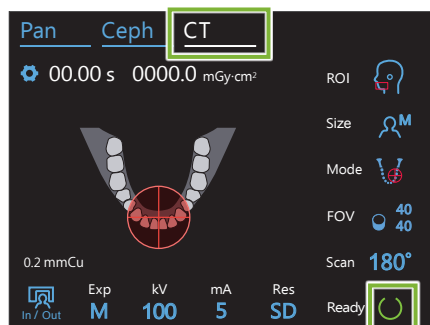 Pan Ceph CT
00.00 s 0000.0 mGy·cm²
ROI
Size M
Mode
FOV 40 40
0.2 mmCu
Scan 180°
In / Out
Exp M
kV 100
mA 5
Res SD
Ready